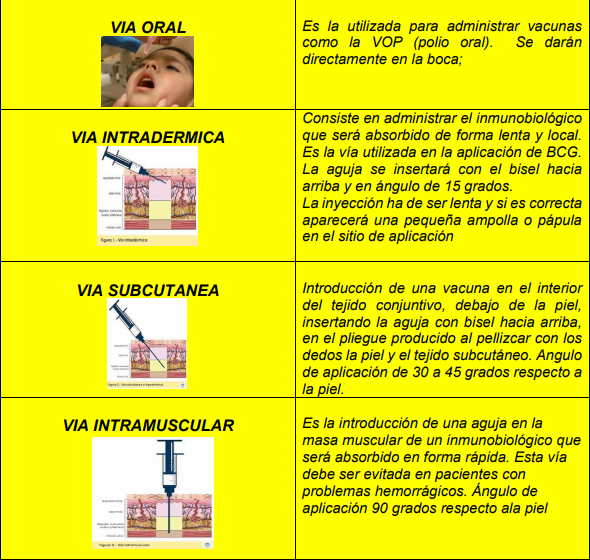 VIA ORAL
Es la utilizada para administrar vacunas
como la VOP (polio oral). Se darán
directamente en la boca;
VIA INTRADERMICA
Figura 1.- Vía Intradérmica
Consiste en administrar el inmunobiológico
que será absorbido de forma lenta y local.
Es la vía utilizada en la aplicación de BCG.
La aguja se insertará con el bisel hacia
arriba y en ángulo de 15 grados.
La inyección ha de ser lenta y si es correcta
aparecerá una pequeña ampolla o pápula
en el sitio de aplicación
VIA SUBCUTANEA
Introducción de una vacuna en el interior
del tejido conjuntivo, debajo de la piel,
insertando la aguja con bisel hacia arriba,
en el pliegue producido al pellizcar con los
dedos la piel y el tejido subcutáneo. Angulo
de aplicación de 30 a 45 grados respecto a
la piel.
VIA INTRAMUSCULAR
Es la introducción de una aguja en la
masa muscular de un inmunobiológico que
será absorbido en forma rápida. Esta vía
debe ser evitada en pacientes con
problemas hemorrágicos. Ángulo de
aplicación 90 grados respecto ala piel